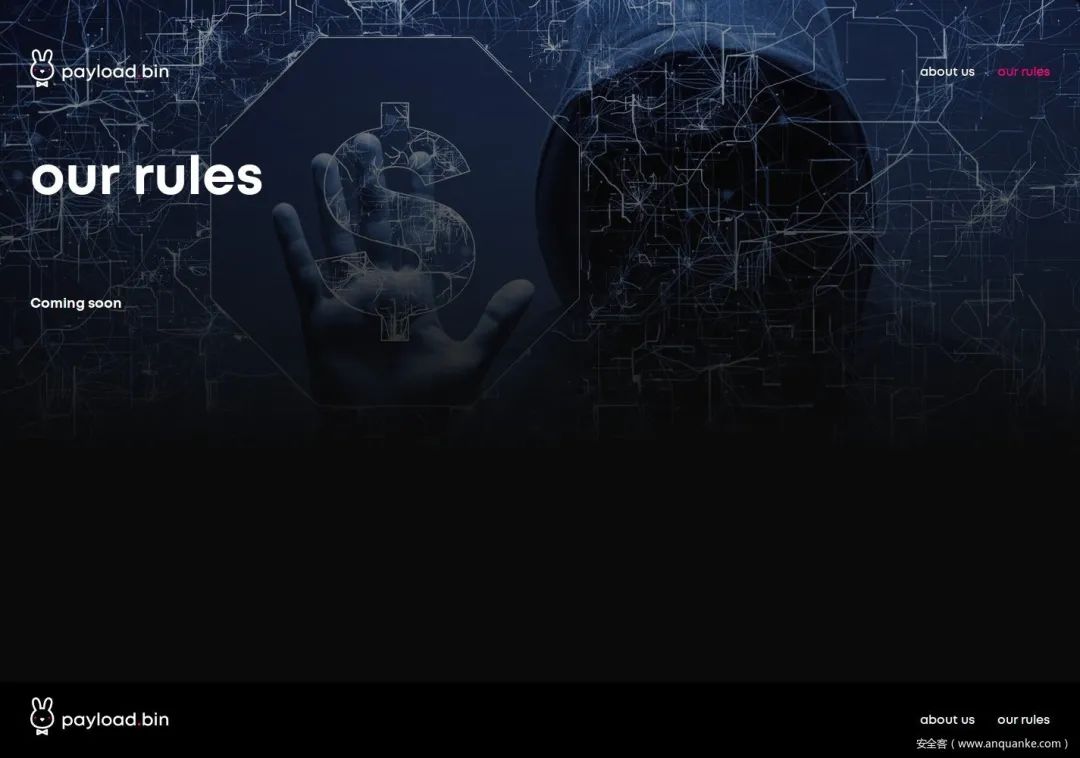 payload.bin
about us
our rules
our rules
Coming soon
payload.bin
about us
our rules
安全客（www.anquanke.com）